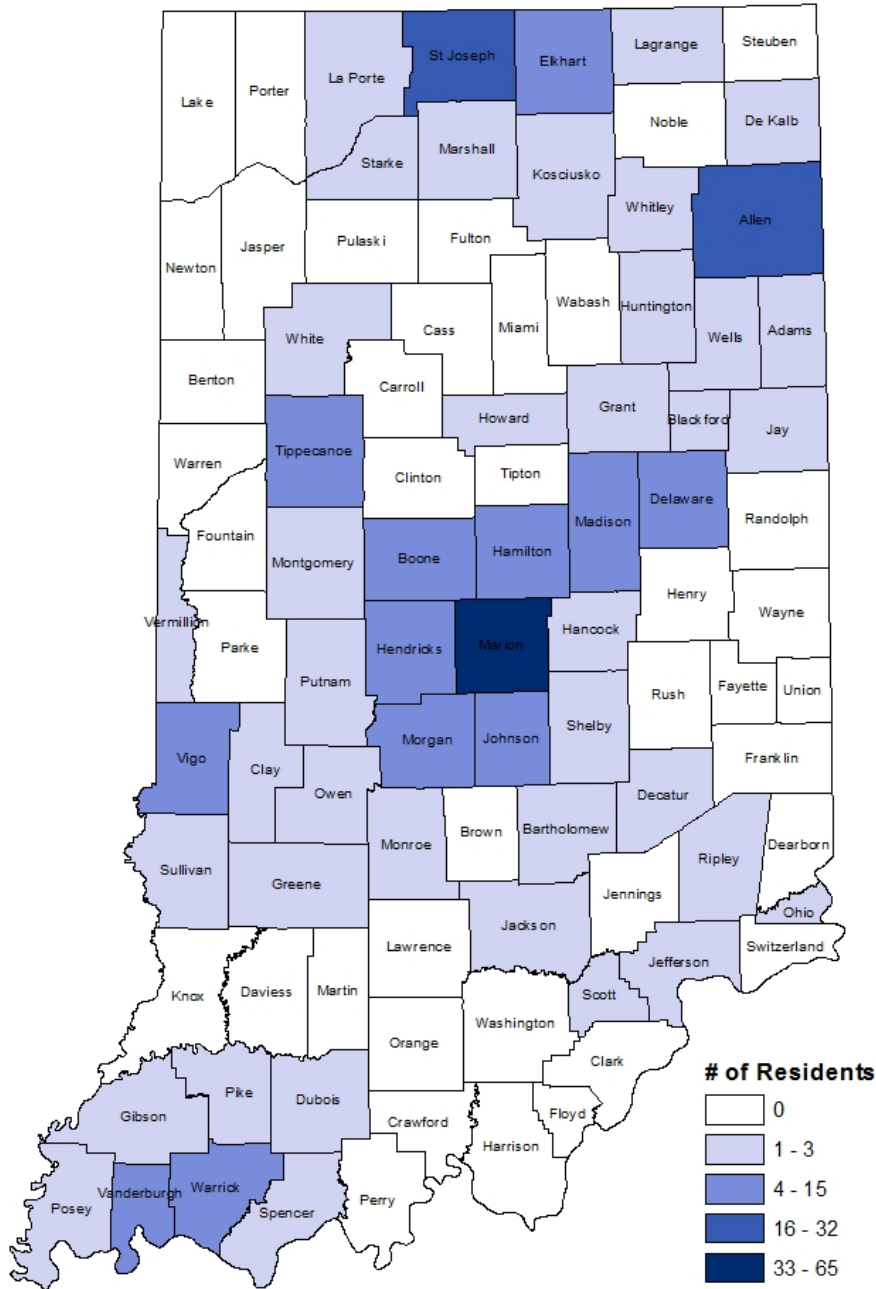 St Joseph
Elkhart
Lagrange
Steuben
La Porte
Lake
Porter
Noble
De Kalb
Starke
Marshall
Kosciusko
Whitley
Allen
Newton
Jasper
Pulaski
Fulton
Wabash
Huntington
White
Cass
Miami
Wells
Adams
Benton
Carroll
Howard
Grant
Blackford
Jay
Tippecanoe
Warren
Clinton
Tipton
Madison
Delaware
Randolph
Fountain
Montgomery
Boone
Hamilton
Henry
Wayne
Vermillion
Parke
Hendricks
Marion
Hancock
Putnam
Rush
Fayette
Union
Vigo
Clay
Morgan
Johnson
Shelby
Franklin
Owen
Decatur
Sullivan
Greene
Monroe
Brown
Bartholomew
Ripley
Dearborn
Jennings
Ohio
Jackson
Lawrence
Switzerland
Knox
Daviess
Martin
Jefferson
Scott
Washington
Orange
Clark
Gibson
Pike
Dubois
Crawford
Floyd
Harrison
Posey
Vanderburgh
Warrick
Spencer
Perry
# of Residents
0
1 - 3
4 - 15
16 - 32
33 - 65